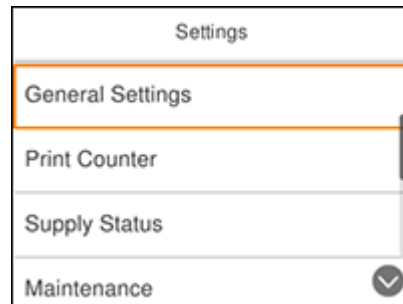 Settings
General Settings
Print Counter
Supply Status
Maintenance